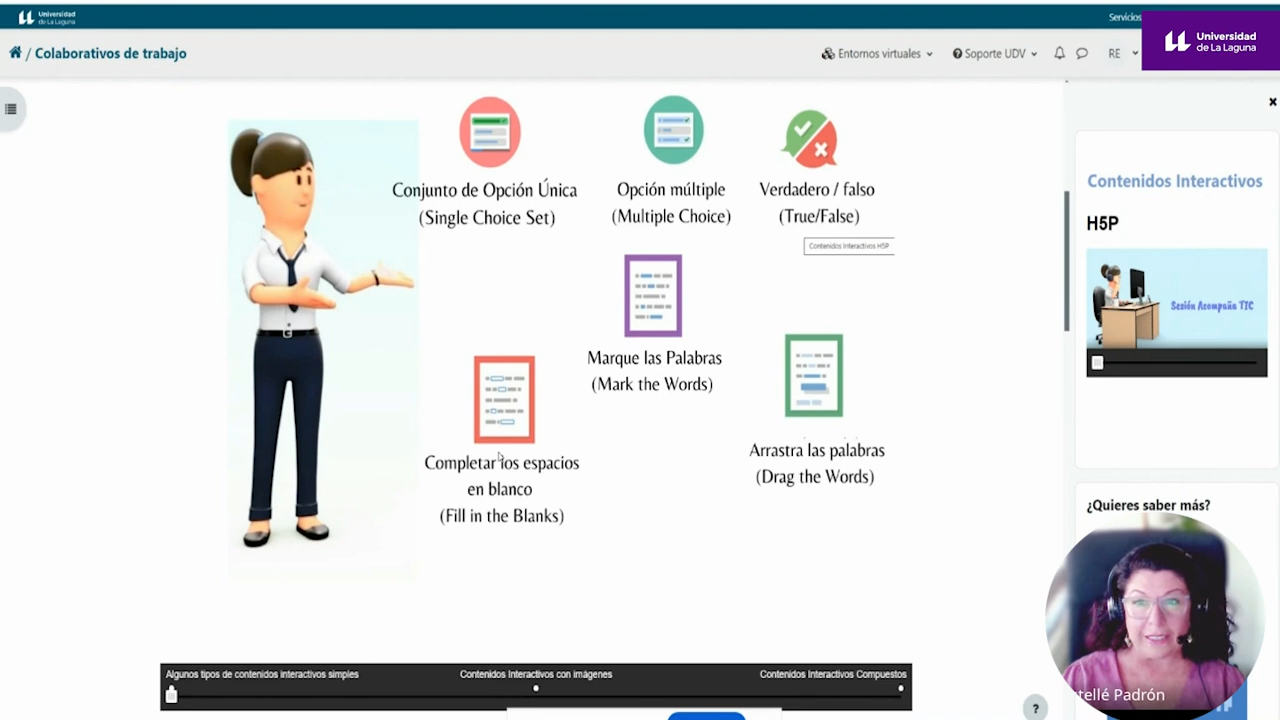 Universidad
de La Laguna
Servicios
Universidad
de La Laguna
/ Colaborativos de trabajo
Entornos virtuales
Soporte UDV
RE
Conjunto de Opción Única
(Single Choice Set)
Opción múltiple
(Multiple Choice)
Verdadero / falso
(True/False)
Contenidos Interactivos H5P
Marque las Palabras
(Mark the Words)
Completar los espacios
en blanco
(Fill in the Blanks)
Arrastra las palabras
(Drag the Words)
Contenidos Interactivos
H5P
Sesión Acompaña TIC
¿Quieres saber más?
Algunos tipos de contenidos interactivos simples
Contenidos Interactivos con imágenes
Contenidos Interactivos Compuestos
?
tellé Padrón